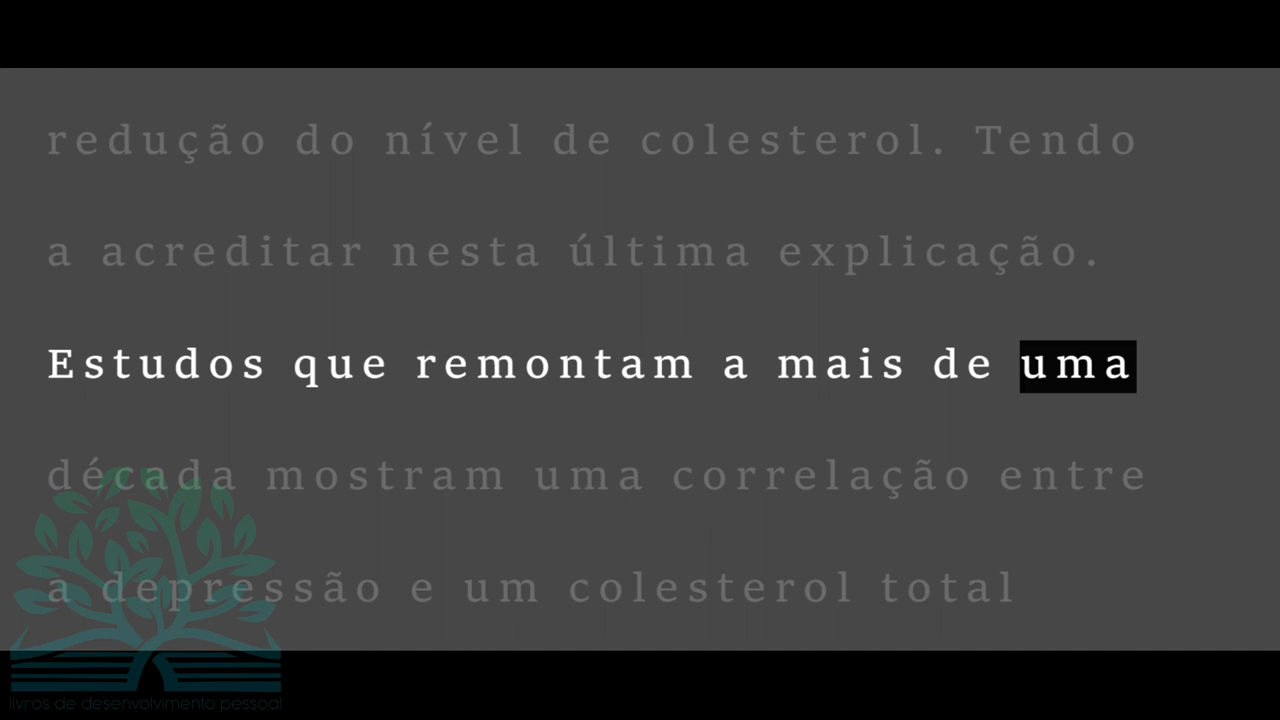 redução do nível de colesterol. Tendo
a acreditar nesta última explicação.
Estudos que remontam a mais de uma
década mostram uma correlação entre
a depressão e um colesterol total
livros de desenvolvimento pessoal